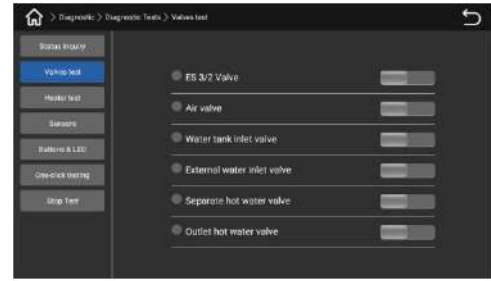 > Diagnostic > Diagnostic Tests > Valves test
Status Inquiry
Valves test
Heater test
Sensors
Buttons & LED
One-click testing
Stop Test
ES 3/2 Valve
Air valve
Water tank inlet valve
External water inlet valve
Separate hot water valve
Outlet hot water valve